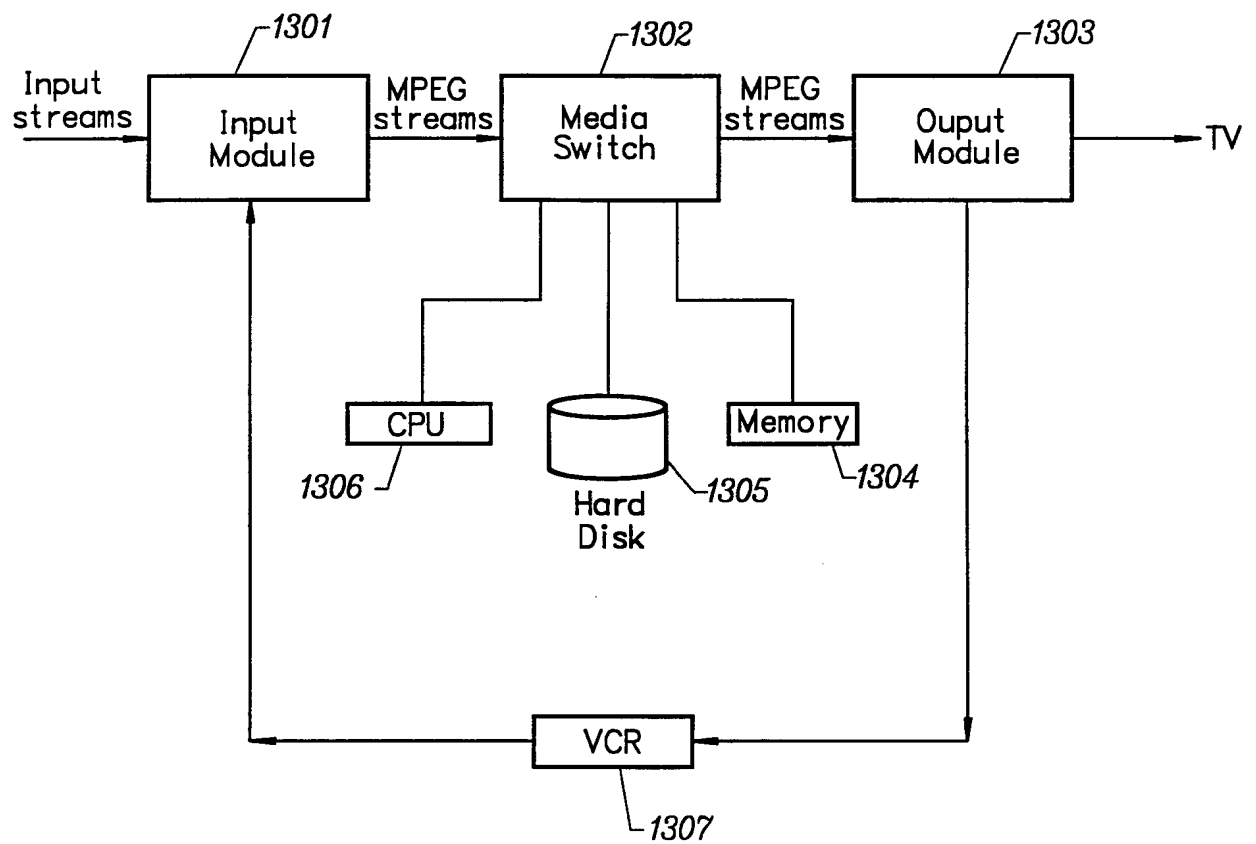 1301
1302
1303
Input
streams
Input
Module
MPEG
streams
Media
Switch
MPEG
streams
Ouput
Module
TV
CPU
1306
Hard
Disk
1305
Memory
1304
VCR
1307